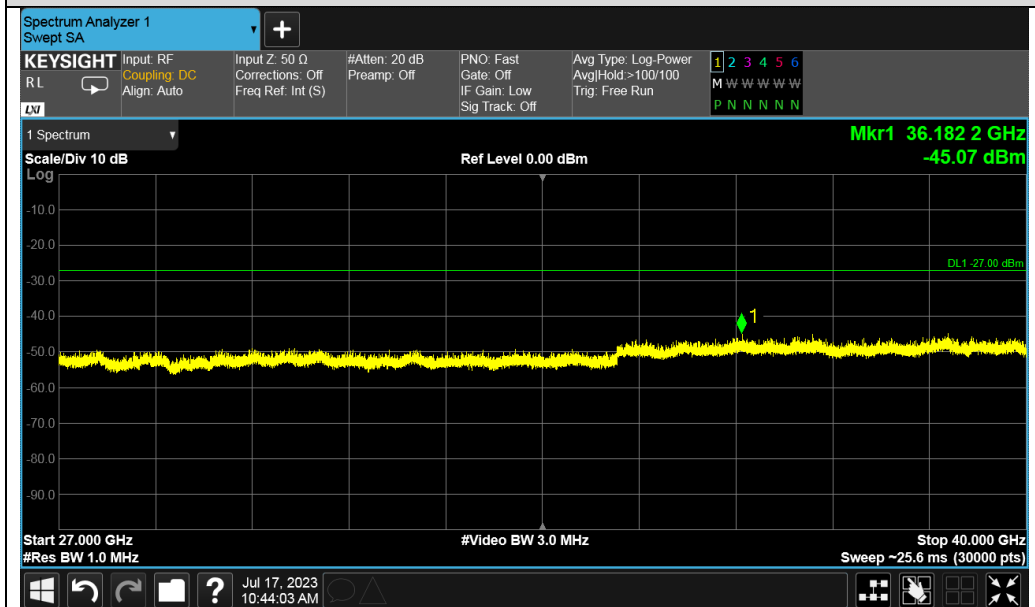 Spectrum Analyzer 1
Swept SA
+
KEYSIGHT
R L
LXI
Input: RF
Coupling: DC
Align: Auto
Input Z: 50 Ω
Corrections: Off
Freq Ref: Int (S)
#Atten: 20 dB
Preamp: Off
PNO: Fast
Gate: Off
IF Gain: Low
Sig Track: Off
Avg Type: Log-Power
Avg|Hold:>100/100
Trig: Free Run
1 2 3 4 5 6
M W W W W W
P N N N N N
1 Spectrum
Mkr1 36.182 2 GHz
-45.07 dBm
Scale/Div 10 dB
Ref Level 0.00 dBm
Log
-10.0
-20.0
DL1 -27.00 dBm
-30.0
-40.0
1
-50.0
-60.0
-70.0
-80.0
-90.0
Start 27.000 GHz
#Video BW 3.0 MHz
Stop 40.000 GHz
#Res BW 1.0 MHz
Sweep ~25.6 ms (30000 pts)
?
Jul 17, 2023
10:44:03 AM